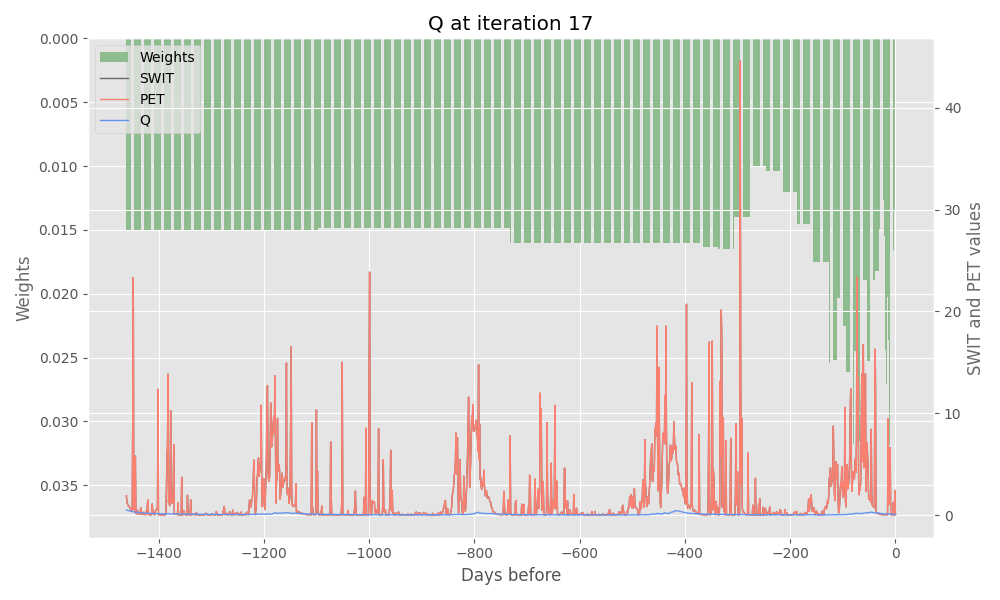 Q at iteration 17
Weights
SWIT
PET
Q
0.000
0.005
0.010
0.015
0.020
0.025
0.030
0.035
Weights
40
30
20
10
0
SWIT and PET values
−1400
−1200
−1000
−800
−600
−400
−200
0
Days before